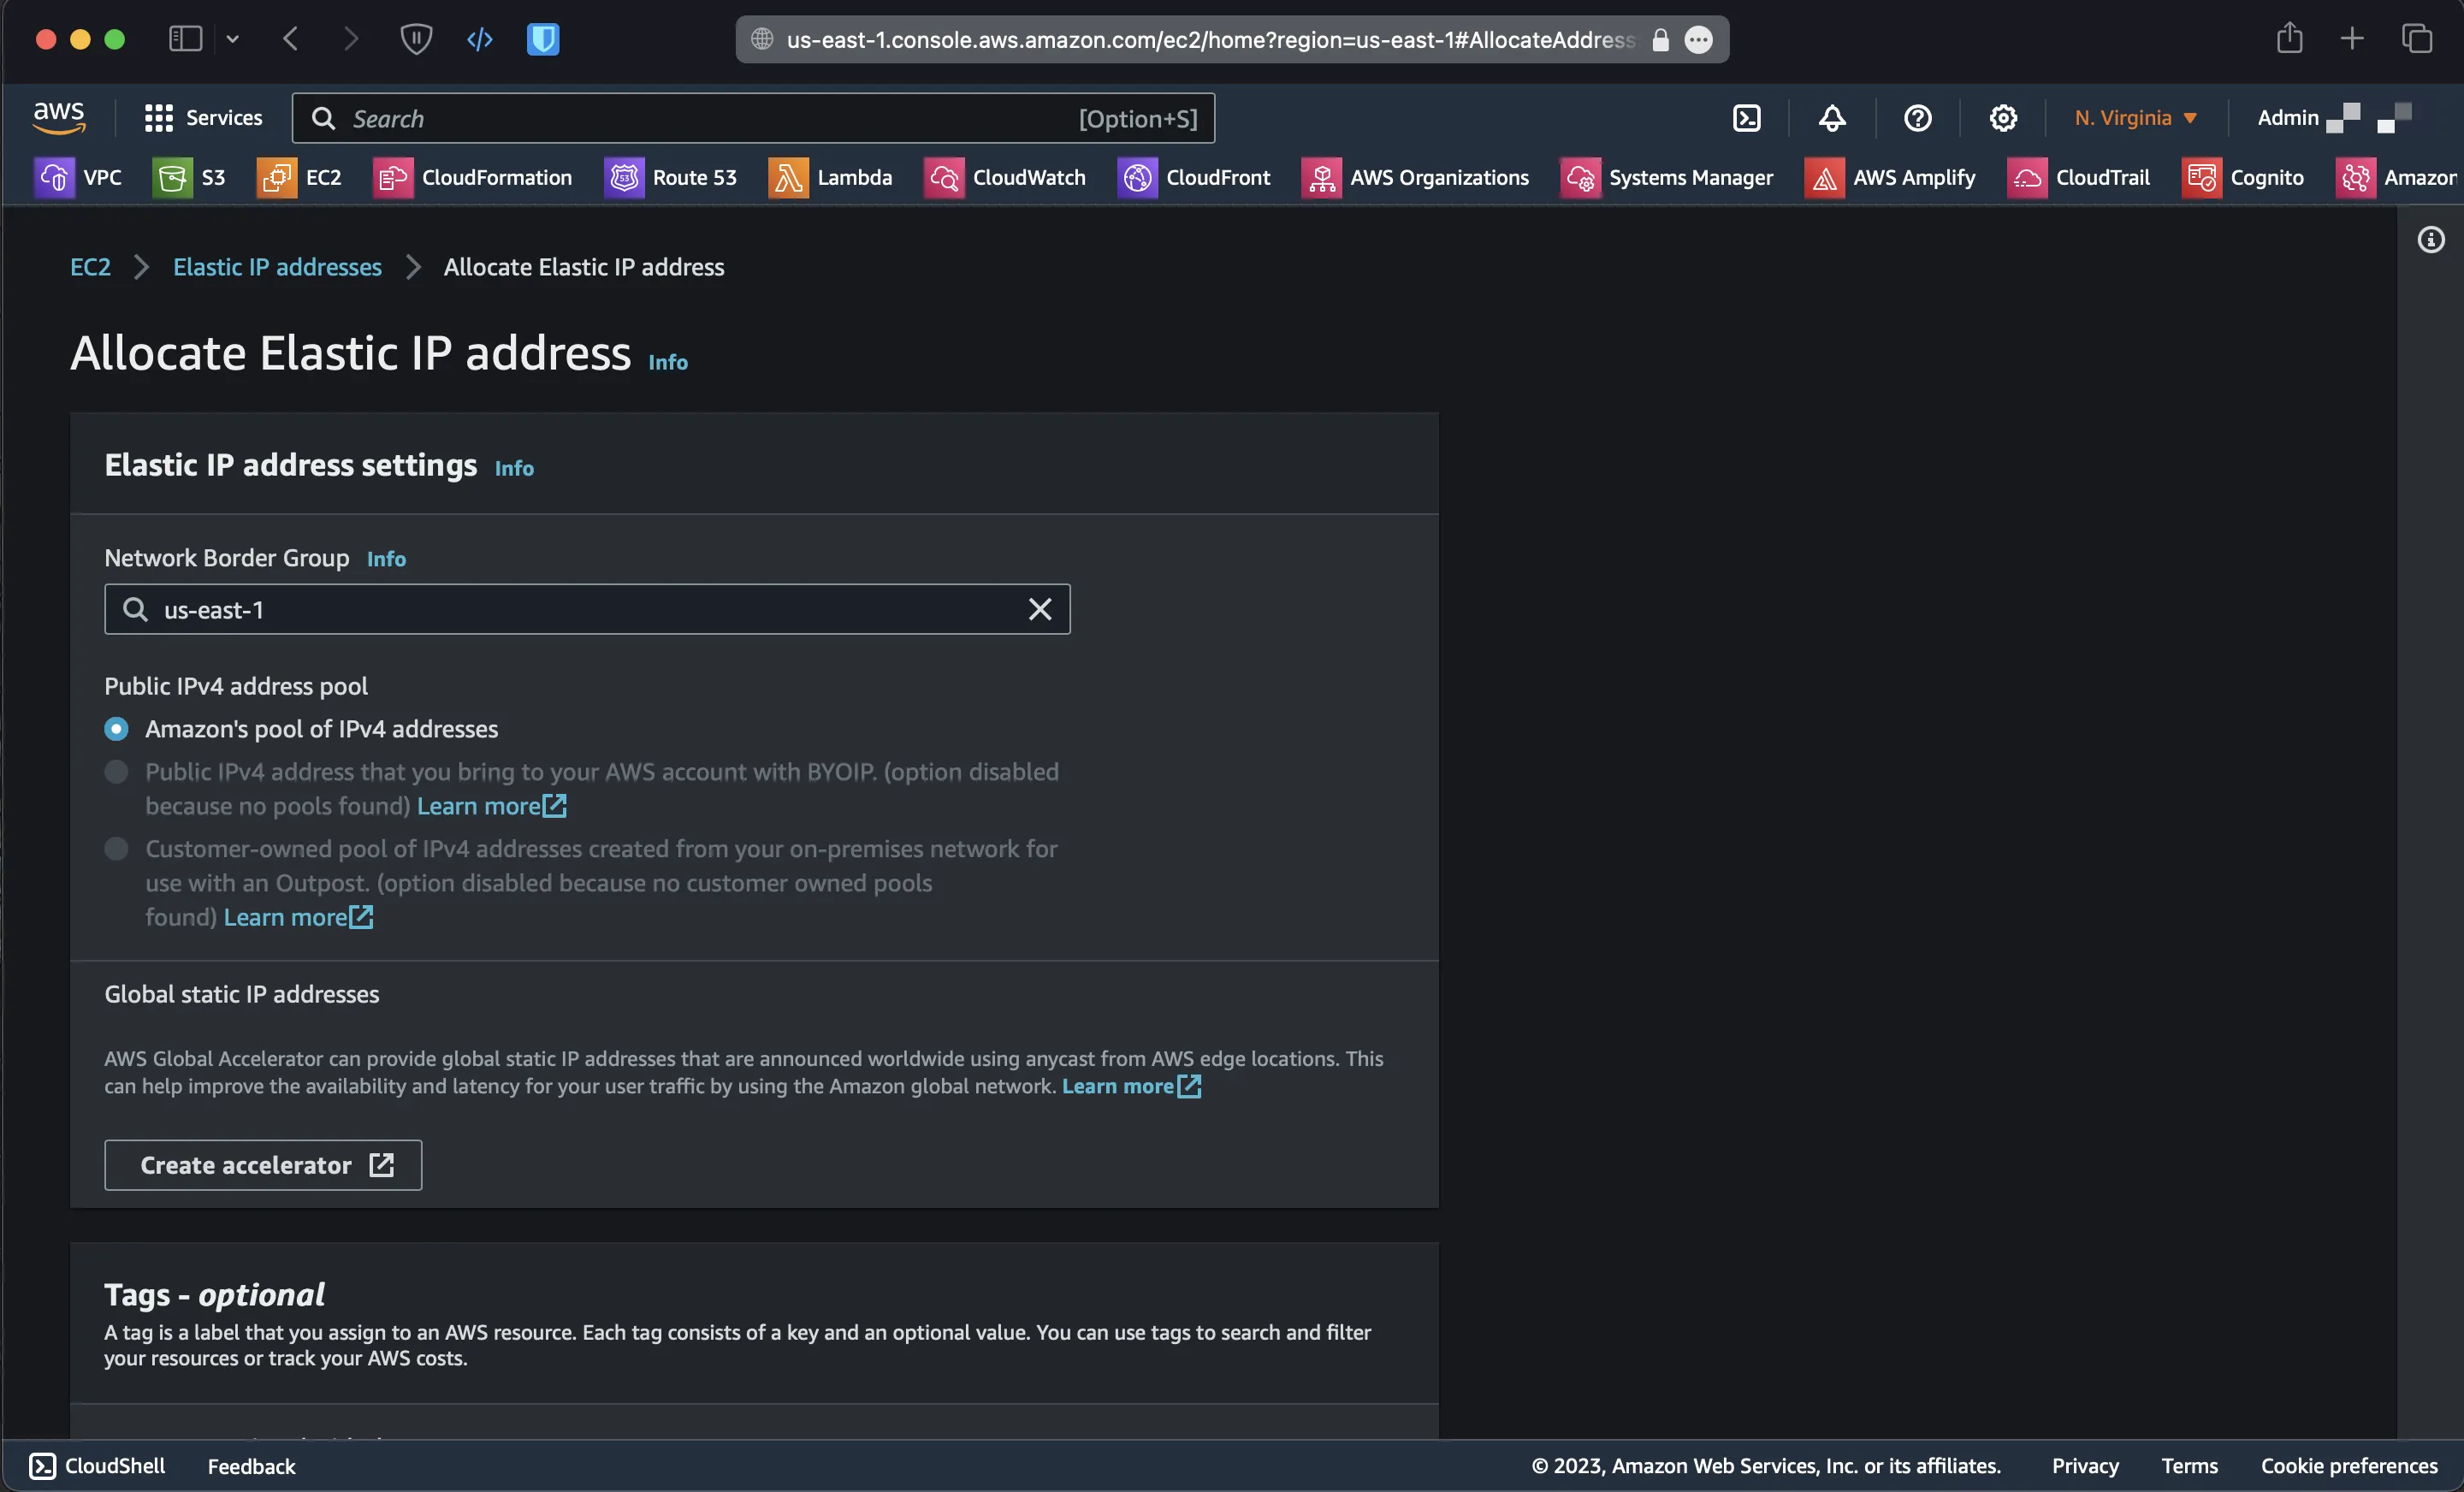 us-east-1.console.aws.amazon.com/ec2/home?region=us-east-1#AllocateAddress
aws
Services
Search
[Option+S]
N. Virginia
Admin
VPC
S3
EC2
CloudFormation
53
Route 53
Lambda
CloudWatch
CloudFront
AWS Organizations
Systems Manager
AWS Amplify
CloudTrail
Cognito
Amazon
EC2
Elastic IP addresses
Allocate Elastic IP address
Allocate Elastic IP address Info
Elastic IP address settings Info
Network Border Group Info
us-east-1
Public IPv4 address pool
Amazon's pool of IPv4 addresses
Public IPv4 address that you bring to your AWS account with BYOIP. (option disabled
because no pools found) Learn more
Customer-owned pool of IPv4 addresses created from your on-premises network for
use with an Outpost. (option disabled because no customer owned pools
found) Learn more
Global static IP addresses
AWS Global Accelerator can provide global static IP addresses that are announced worldwide using anycast from AWS edge locations. This
can help improve the availability and latency for your user traffic by using the Amazon global network. Learn more
Create accelerator
Tags - optional
A tag is a label that you assign to an AWS resource. Each tag consists of a key and an optional value. You can use tags to search and filter
your resources or track your AWS costs.
CloudShell
Feedback
© 2023, Amazon Web Services, Inc. or its affiliates.
Privacy
Terms
Cookie preferences